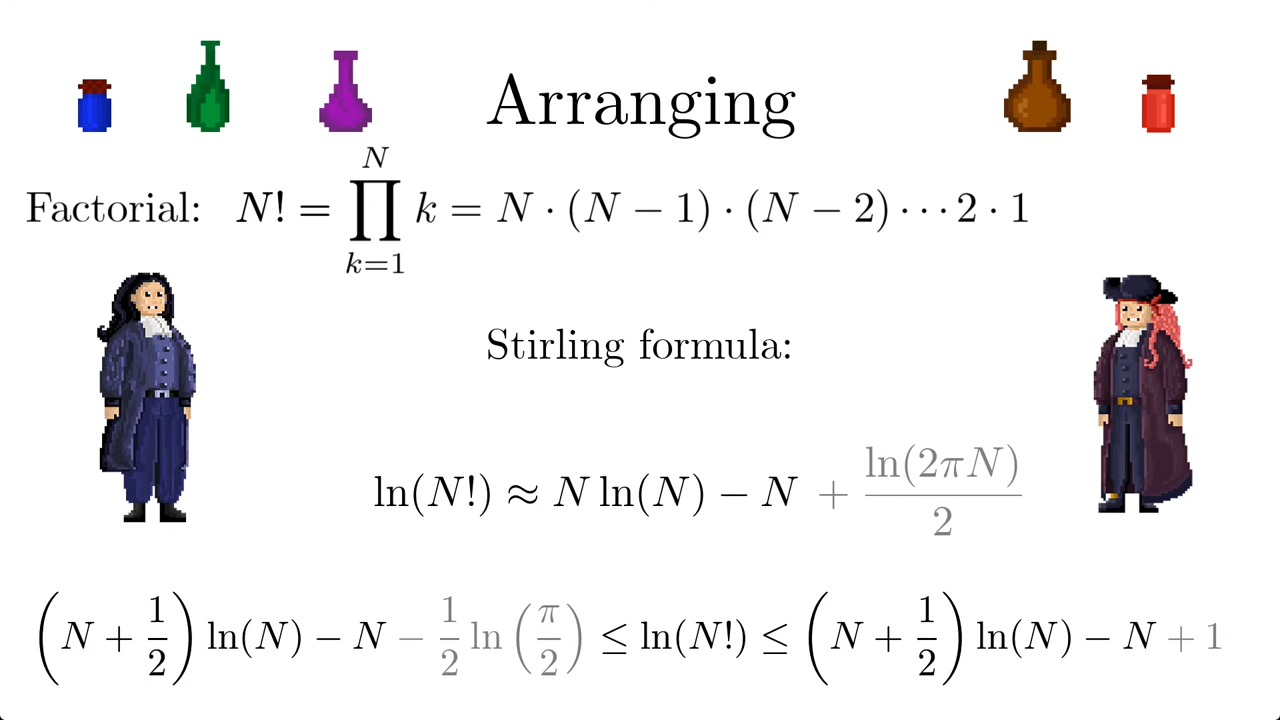 Arranging
Factorial: N! = ∏_{k=1}^{N} k = N · (N − 1) · (N − 2) ··· 2 · 1
Stirling formula:
ln(N!) ≈ N ln(N) − N + ln(2πN)/2
(N + 1/2) ln(N) − N − 1/2 ln(π/2) ≤ ln(N!) ≤ (N + 1/2) ln(N) − N + 1